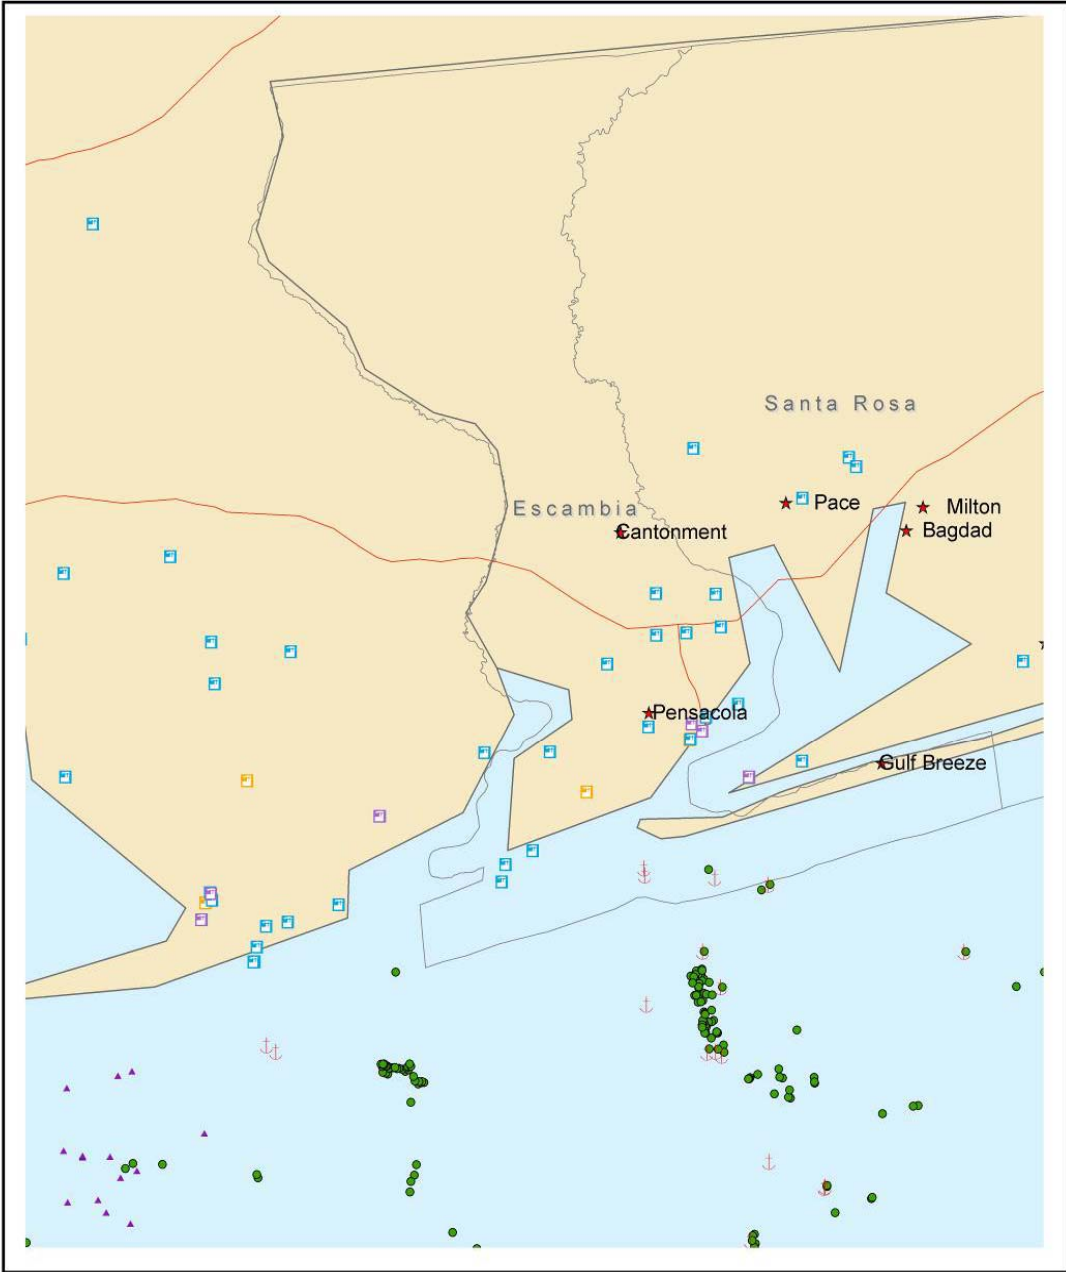 Santa Rosa
Pace
Milton
Escambia
Cantonment
Bagdad
Pensacola
Gulf Breeze